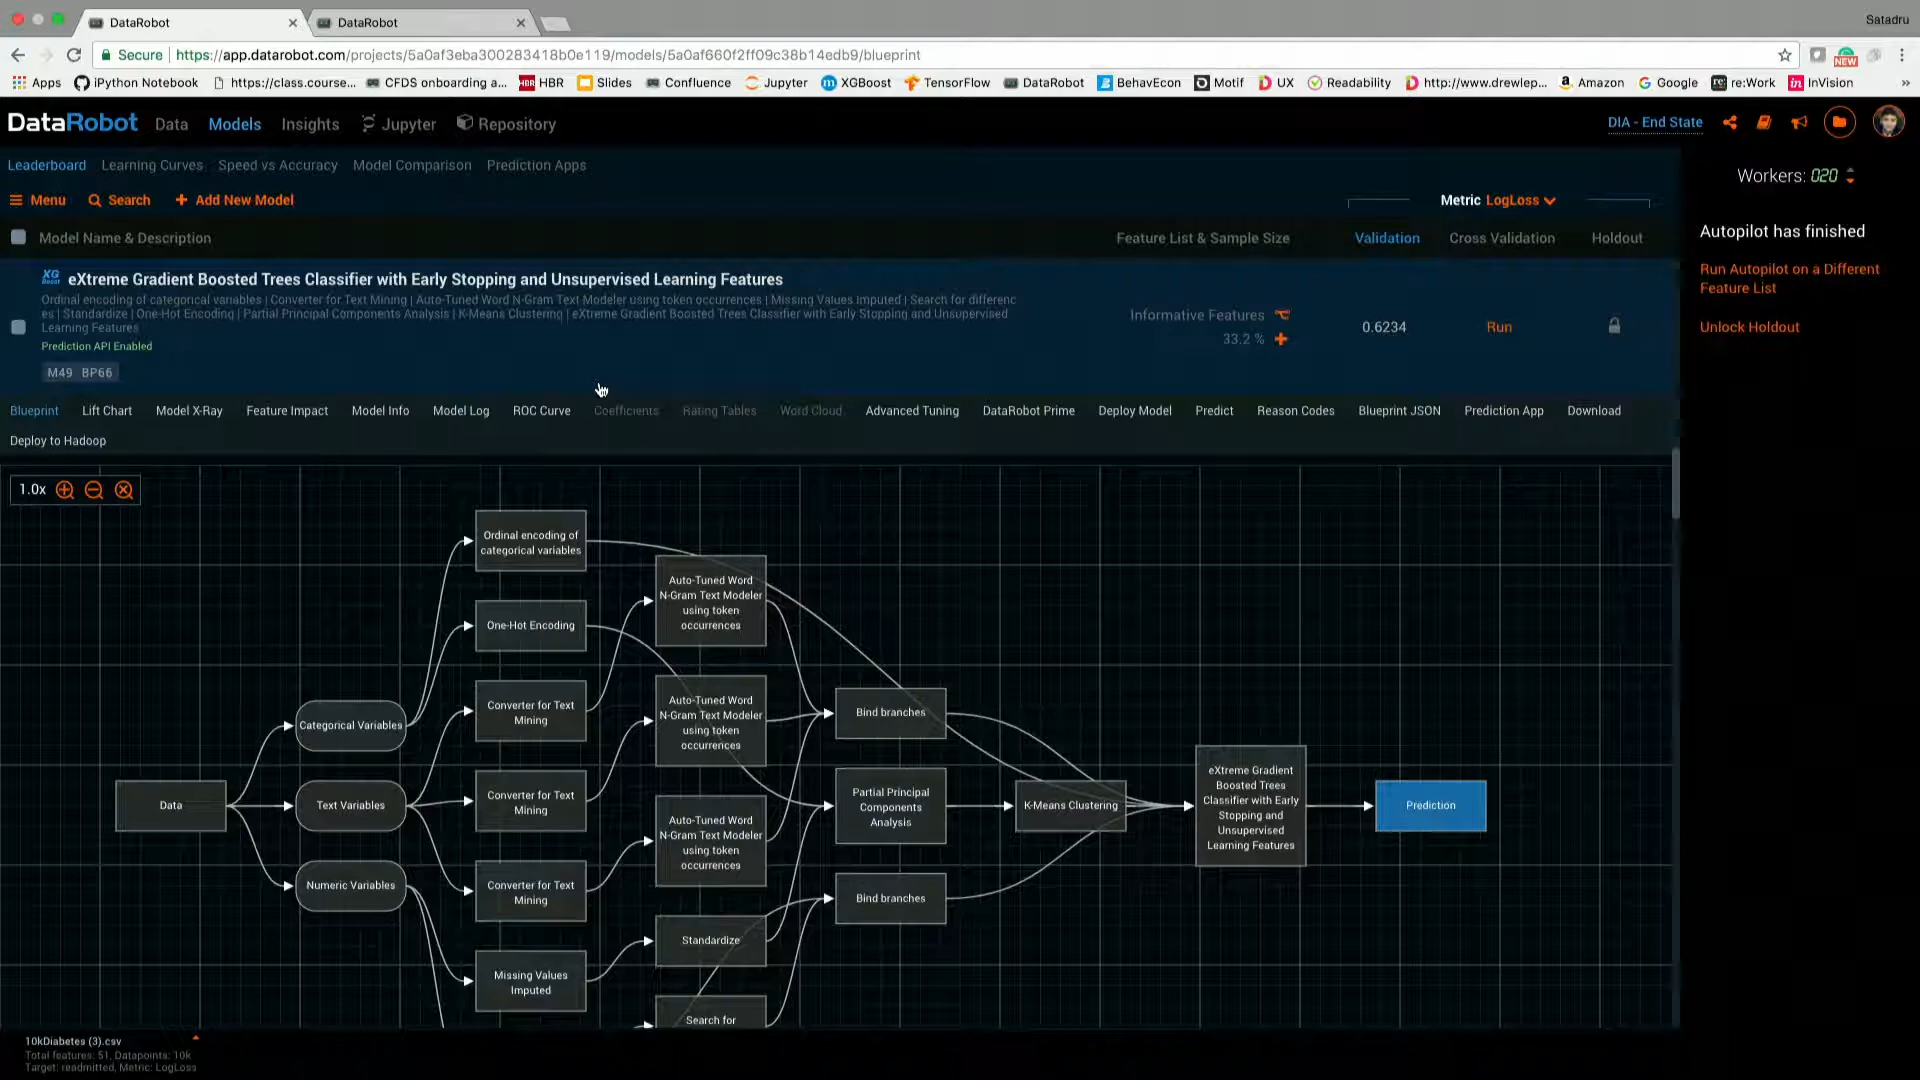 DataRobot
DataRobot
Satadru
Secure https://app.datarobot.com/projects/5a0af3eba300283418b0e119/models/5a0af660f2ff09c38b14edb9/blueprint
NEW
Apps iPython Notebook https://class.course... CFDS onboarding a... HBR HBR Slides Confluence Jupyter XGBoost TensorFlow DataRobot BehavEcon Motif UX Readability http://www.drewlep... Amazon Google re:Work InVision »
DataRobot Data Models Insights Jupyter Repository
DIA - End State
Leaderboard Learning Curves Speed vs Accuracy Model Comparison Prediction Apps
Workers: 020
Menu Search + Add New Model
Metric LogLoss
Autopilot has finished
Model Name & Description Feature List & Sample Size Validation Cross Validation Holdout
Run Autopilot on a Different
Feature List
Unlock Holdout
XG Boost eXtreme Gradient Boosted Trees Classifier with Early Stopping and Unsupervised Learning Features
Ordinal encoding of categorical variables | Converter for Text Mining | Auto-Tuned Word N-Gram Text Modeler using token occurrences | Missing Values Imputed | Search for differenc
es | Standardize | One-Hot Encoding | Partial Principal Components Analysis | K-Means Clustering | eXtreme Gradient Boosted Trees Classifier with Early Stopping and Unsupervised
Learning Features
Prediction API Enabled
M49 BP66
Informative Features
33.2 %
0.6234
Run
Blueprint Lift Chart Model X-Ray Feature Impact Model Info Model Log ROC Curve Coefficients Rating Tables Word Cloud Advanced Tuning DataRobot Prime Deploy Model Predict Reason Codes Blueprint JSON Prediction App Download
Deploy to Hadoop
1.0x
Data
Categorical Variables
Text Variables
Numeric Variables
Ordinal encoding of
categorical variables
One-Hot Encoding
Converter for Text
Mining
Converter for Text
Mining
Converter for Text
Mining
Missing Values
Imputed
Auto-Tuned Word
N-Gram Text Modeler
using token
occurrences
Auto-Tuned Word
N-Gram Text Modeler
using token
occurrences
Auto-Tuned Word
N-Gram Text Modeler
using token
occurrences
Standardize
Search for
Bind branches
Partial Principal
Components
Analysis
Bind branches
K-Means Clustering
eXtreme Gradient
Boosted Trees
Classifier with Early
Stopping and
Unsupervised
Learning Features
Prediction
10kDiabetes (3).csv
Total features: 51, Datapoints: 10k
Target: readmitted, Metric: LogLoss